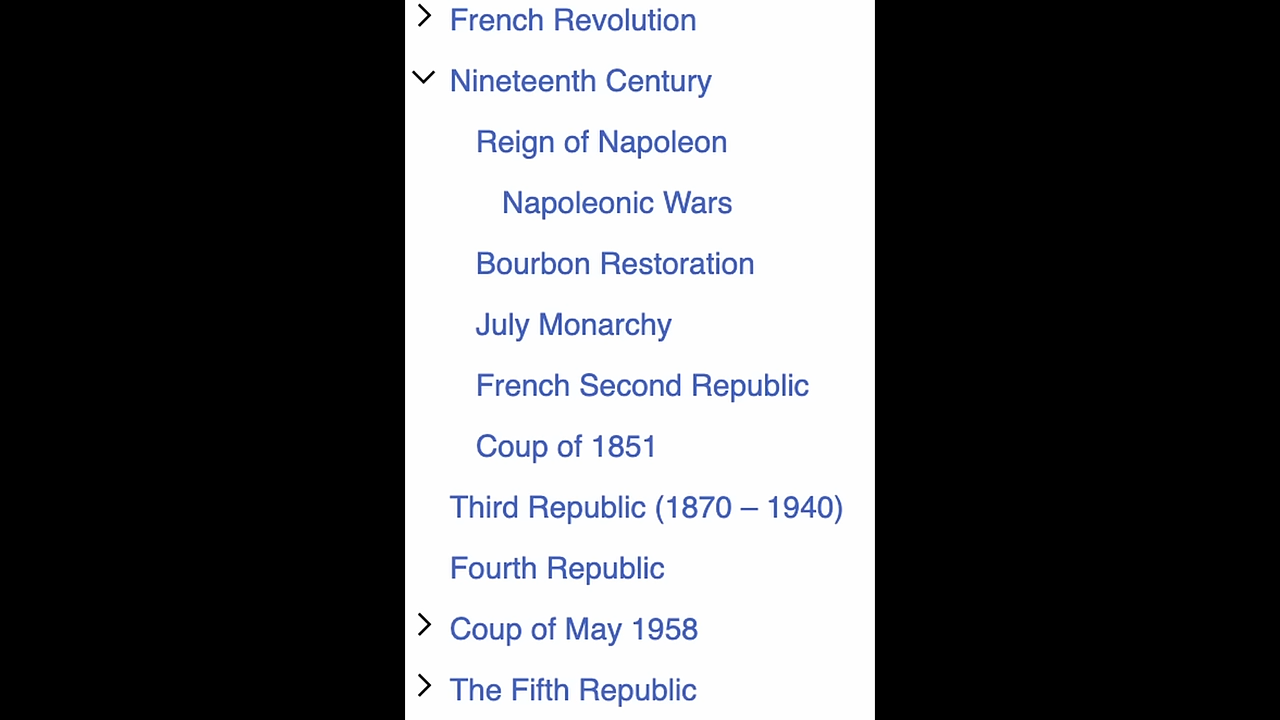 French Revolution
Nineteenth Century
Reign of Napoleon
Napoleonic Wars
Bourbon Restoration
July Monarchy
French Second Republic
Coup of 1851
Third Republic (1870 – 1940)
Fourth Republic
Coup of May 1958
The Fifth Republic